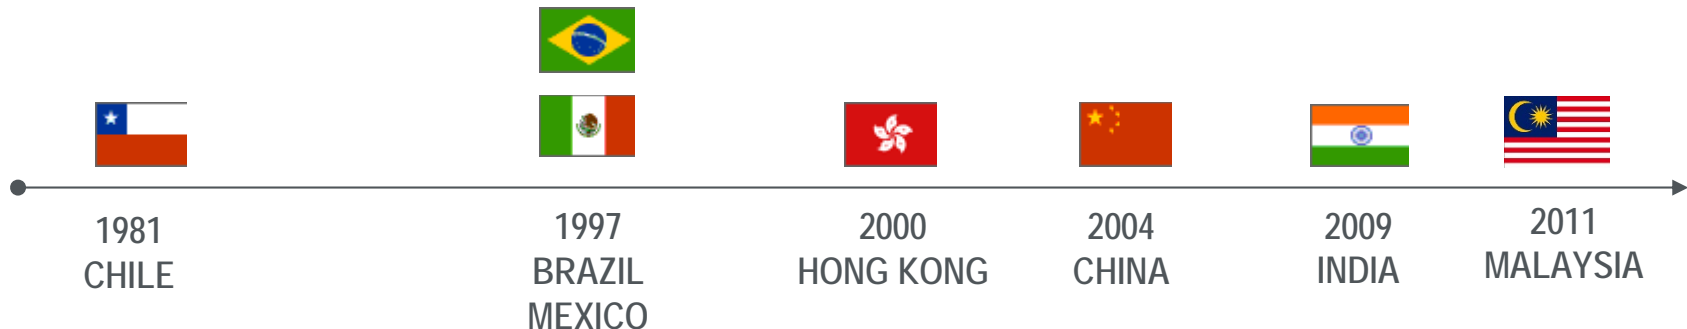 1981
CHILE
1997
BRAZIL
MEXICO
2000
HONG KONG
2004
CHINA
2009
INDIA
2011
MALAYSIA